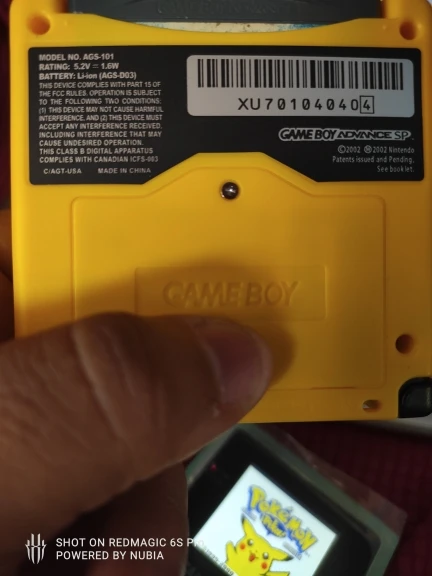 MODEL NO. AGS-101
RATING: 5.2V ⎓ 1.6W
BATTERY: Li-ion (AGS-003)
THIS DEVICE COMPLIES WITH PART 15 OF
THE FCC RULES. OPERATION IS SUBJECT
TO THE FOLLOWING TWO CONDITIONS:
(1) THIS DEVICE MAY NOT CAUSE HARMFUL
INTERFERENCE, AND (2) THIS DEVICE MUST
ACCEPT ANY INTERFERENCE RECEIVED,
INCLUDING INTERFERENCE THAT MAY
CAUSE UNDESIRED OPERATION.
THIS CLASS B DIGITAL APPARATUS
COMPLIES WITH CANADIAN ICES-003
C/AGT-USA MADE IN CHINA
XU701040404
GAME BOY ADVANCE SP
©2002 Ⓜ2002 Nintendo
Patents issued and Pending,
See booklet.
GAME BOY
POKéMON
SHOT ON REDMAGIC 6S
POWERED BY NUBIA